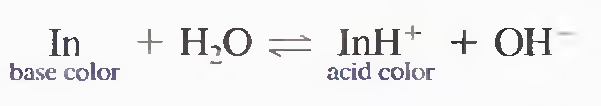 In + H₂O ⇌ InH⁺ + OH⁻
base color acid color